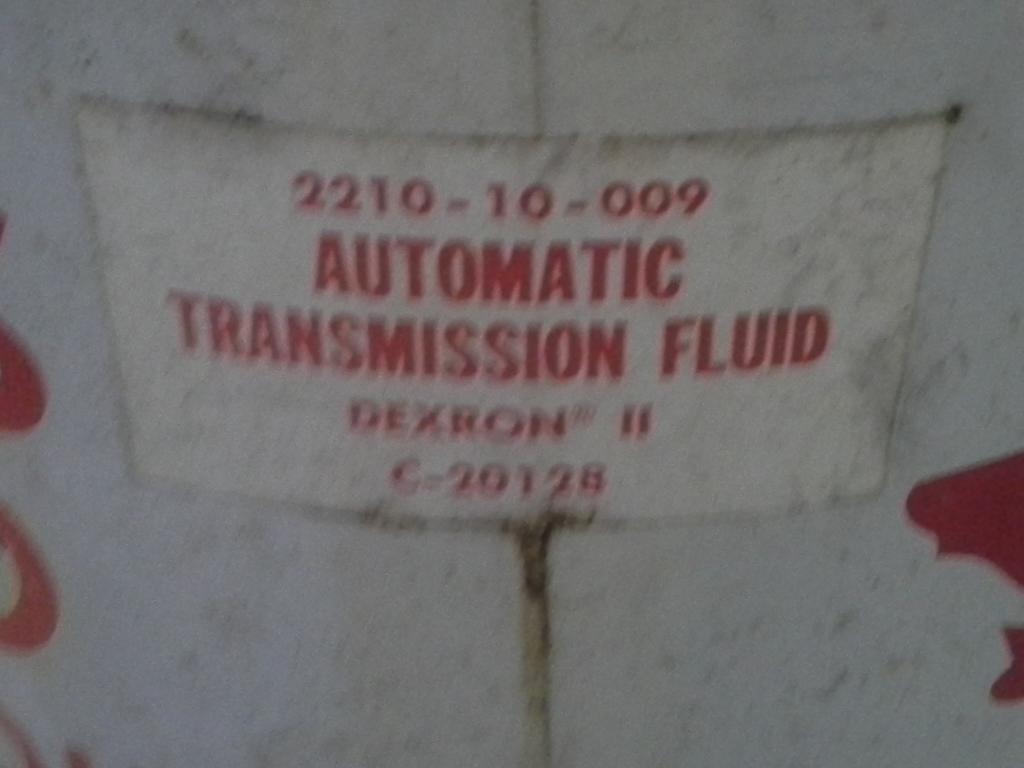 2210-10-009
AUTOMATIC
TRANSMISSION FLUID
DEXRON II
C-20128